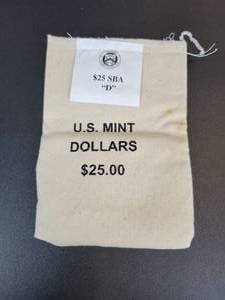 $25 SBA
"D"
U.S. MINT
DOLLARS
$25.00